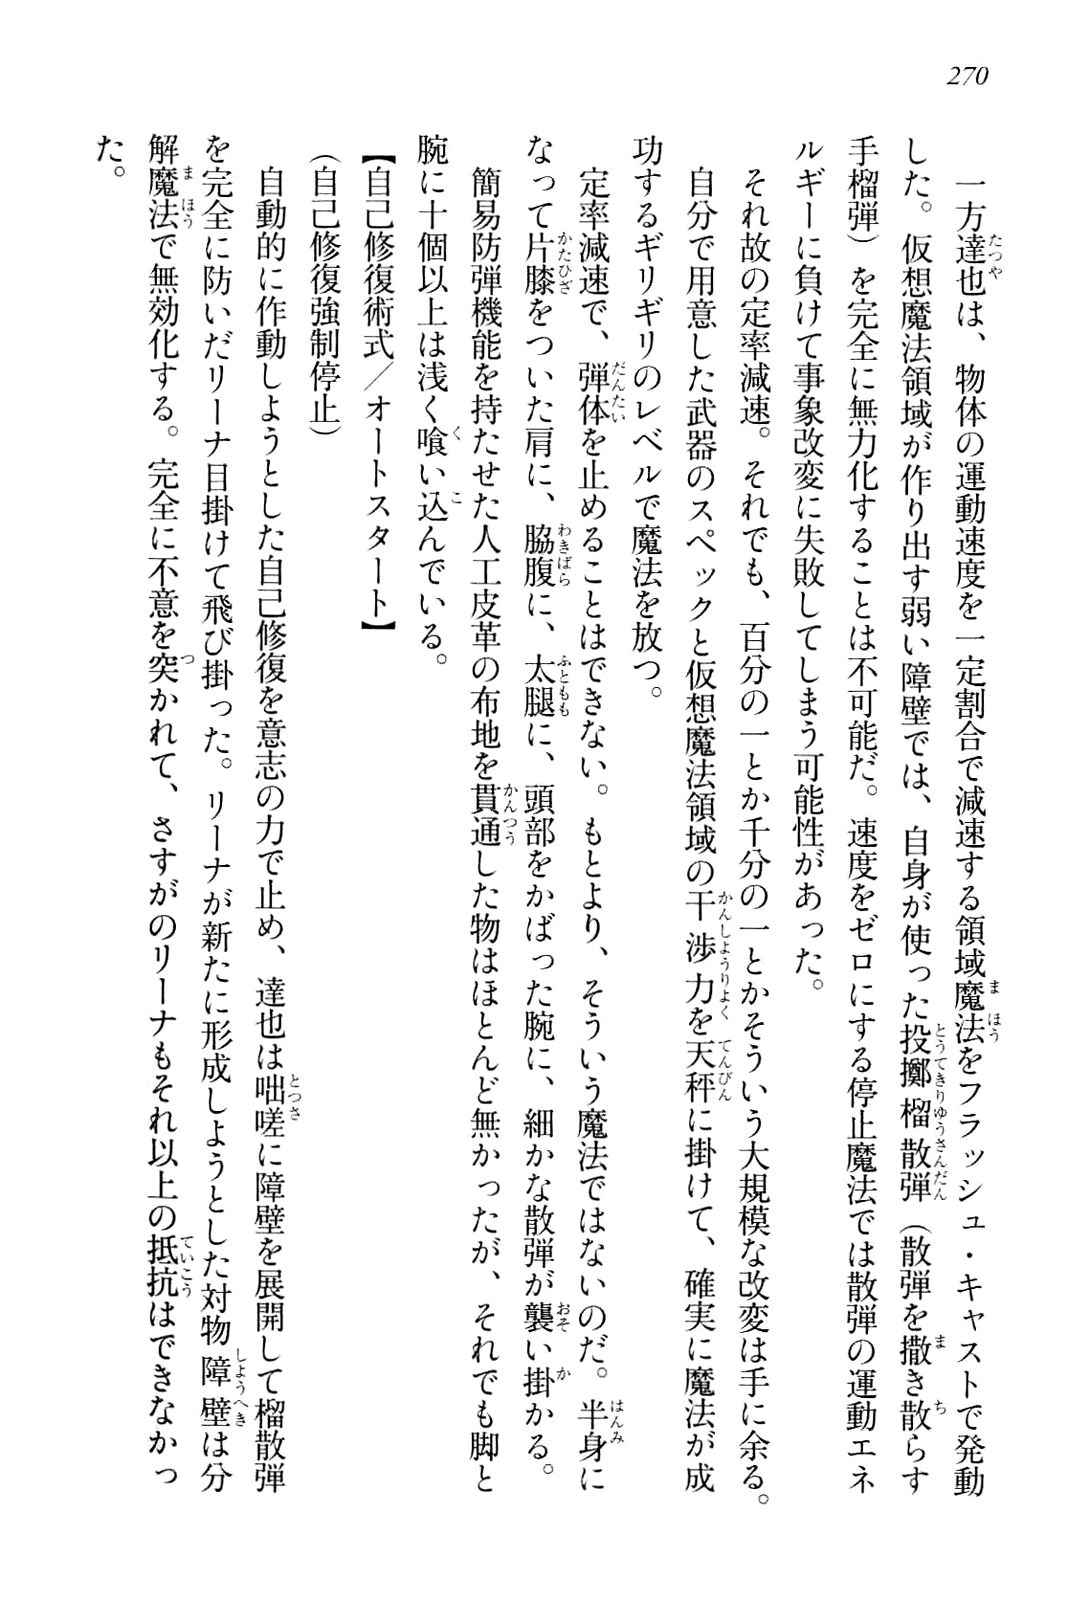 270
　一方達也は、物体の運動速度を一定割合で減速する領域魔法をフラッシュ・キャストで発動
した。仮想魔法領域が作り出す弱い障壁では、自身が使った投擲榴散弾（散弾を撒き散らす
手榴弾）を完全に無力化することは不可能だ。速度をゼロにする停止魔法では散弾の運動エネ
ルギーに負けて事象改変に失敗してしまう可能性があった。
　それ故の定率減速。それでも、百分の一とか千分の一とかそういう大規模な改変は手に余る。
　自分で用意した武器のスペックと仮想魔法領域の干渉力を天秤に掛けて、確実に魔法が成
功するギリギリのレベルで魔法を放つ。
　定率減速で、弾体を止めることはできない。もとより、そういう魔法ではないのだ。半身に
なって片膝をついた肩に、脇腹に、太腿に、頭部をかばった腕に、細かな散弾が襲い掛かる。
　簡易防弾機能を持たせた人工皮革の布地を貫通した物はほとんど無かったが、それでも脚と
腕に十個以上は浅く喰い込んでいる。
【自己修復術式／オートスタート】
（自己修復強制停止）
　自動的に作動しようとした自己修復を意志の力で止め、達也は咄嗟に障壁を展開して榴散弾
を完全に防いだリーナ目掛けて飛び掛った。リーナが新たに形成しようとした対物障壁は分
解魔法で無効化する。完全に不意を突かれて、さすがのリーナもそれ以上の抵抗はできなかっ
た。